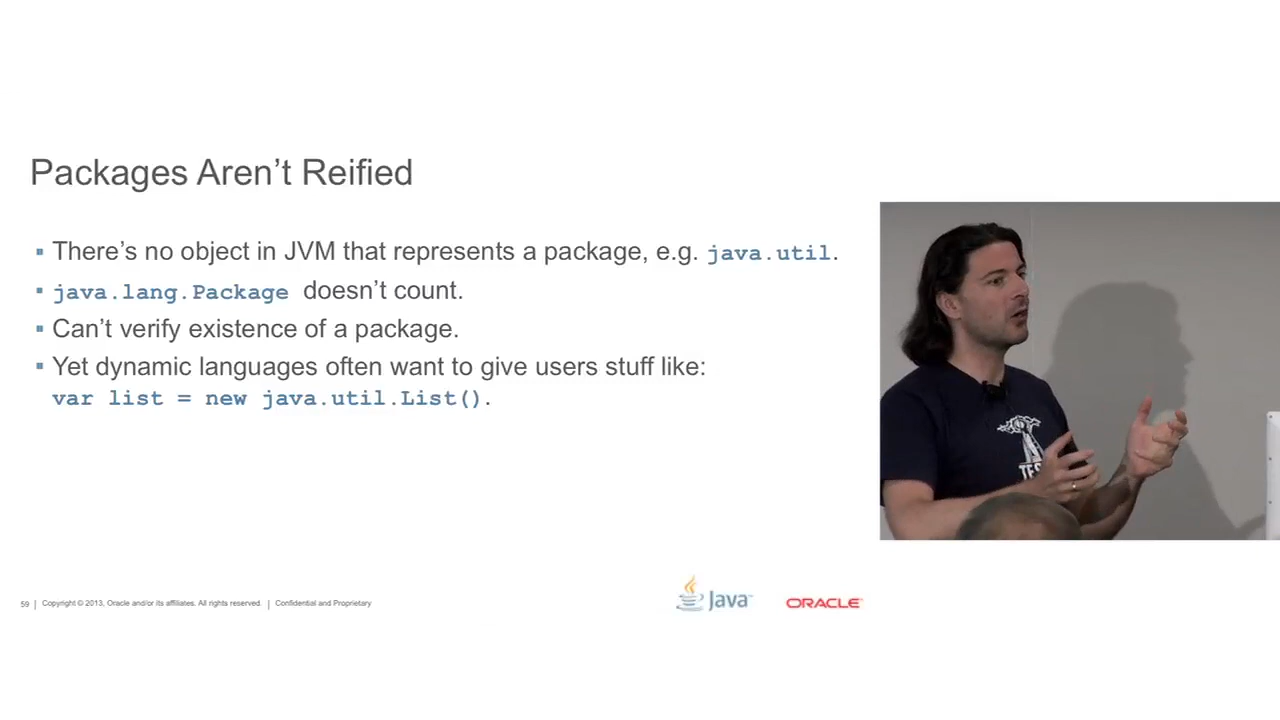 Packages Aren’t Reified
▪ There’s no object in JVM that represents a package, e.g. java.util.
▪ java.lang.Package doesn’t count.
▪ Can’t verify existence of a package.
▪ Yet dynamic languages often want to give users stuff like:
var list = new java.util.List().
TES
59 | Copyright © 2013, Oracle and/or its affiliates. All rights reserved. | Confidential and Proprietary
Java™
ORACLE